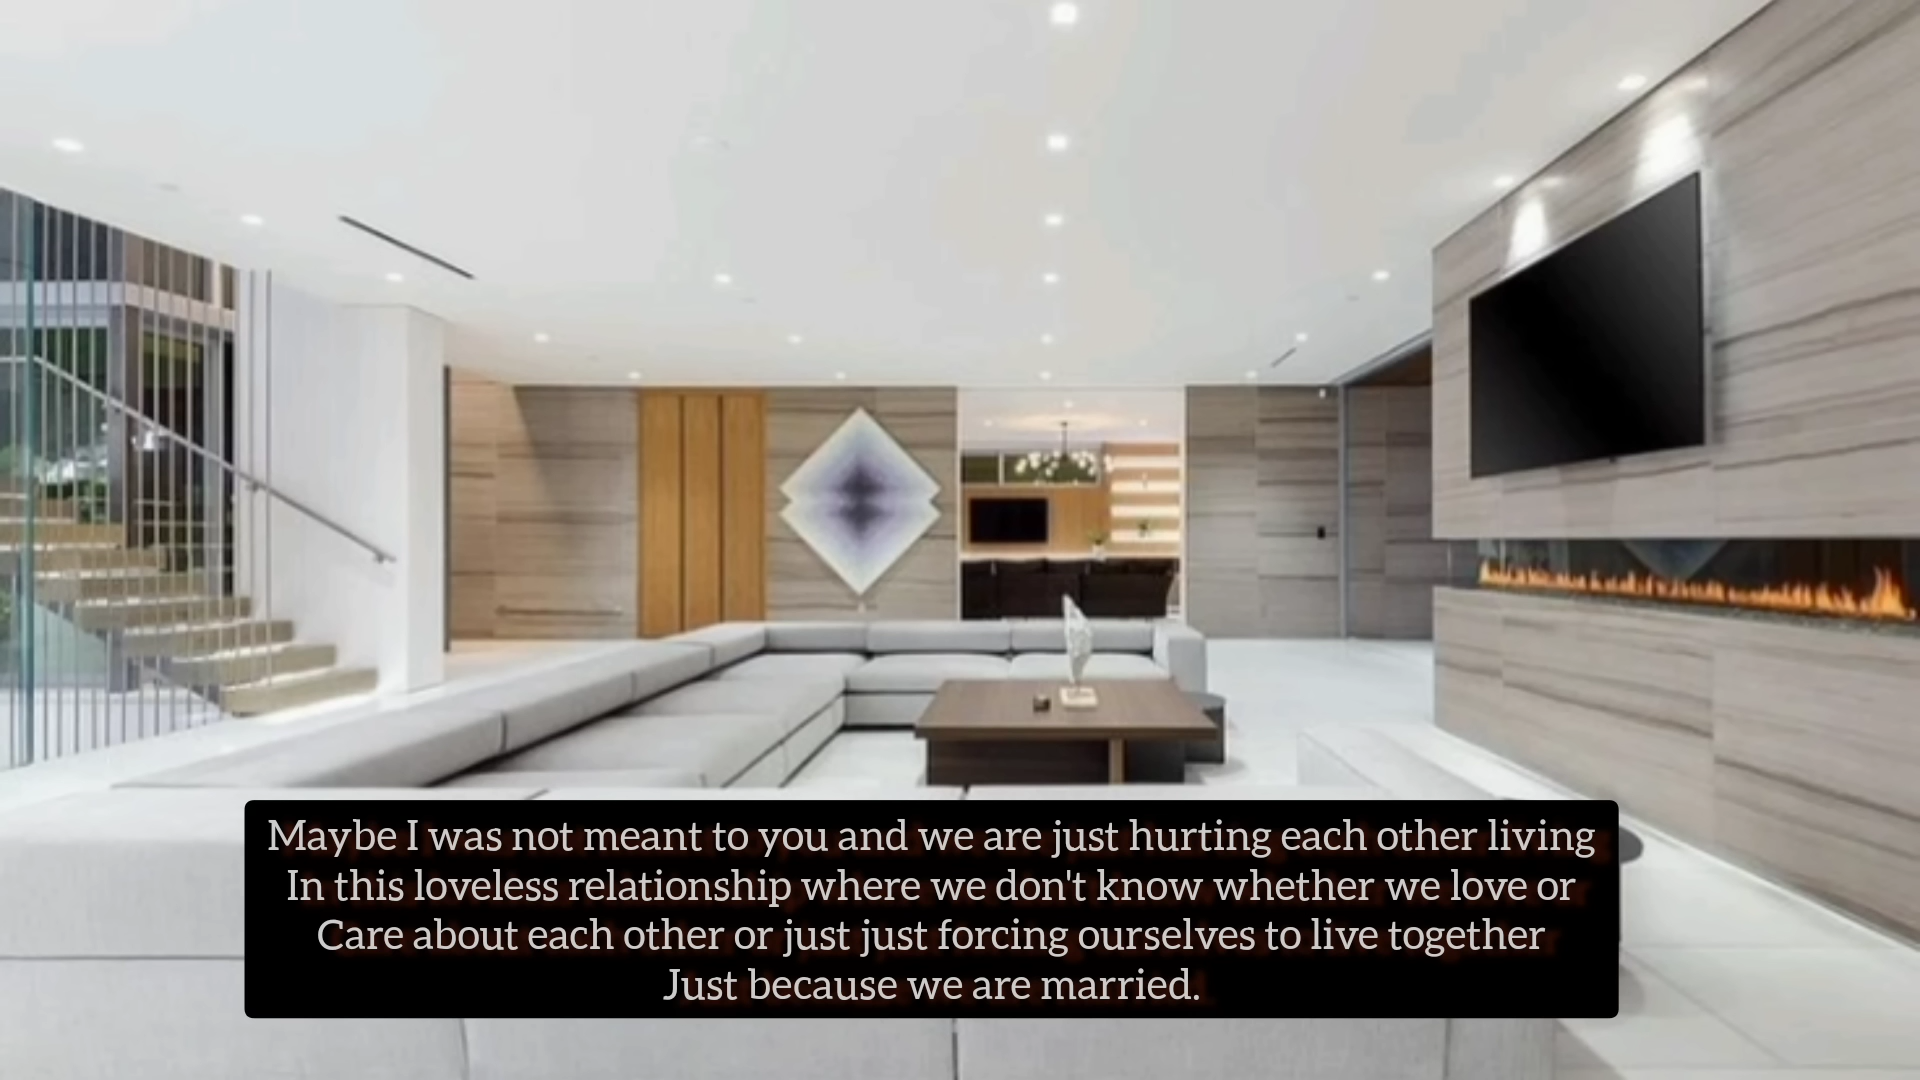 Maybe I was not meant to you and we are just hurting each other living
In this loveless relationship where we don't know whether we love or
Care about each other or just just forcing ourselves to live together
Just because we are married.